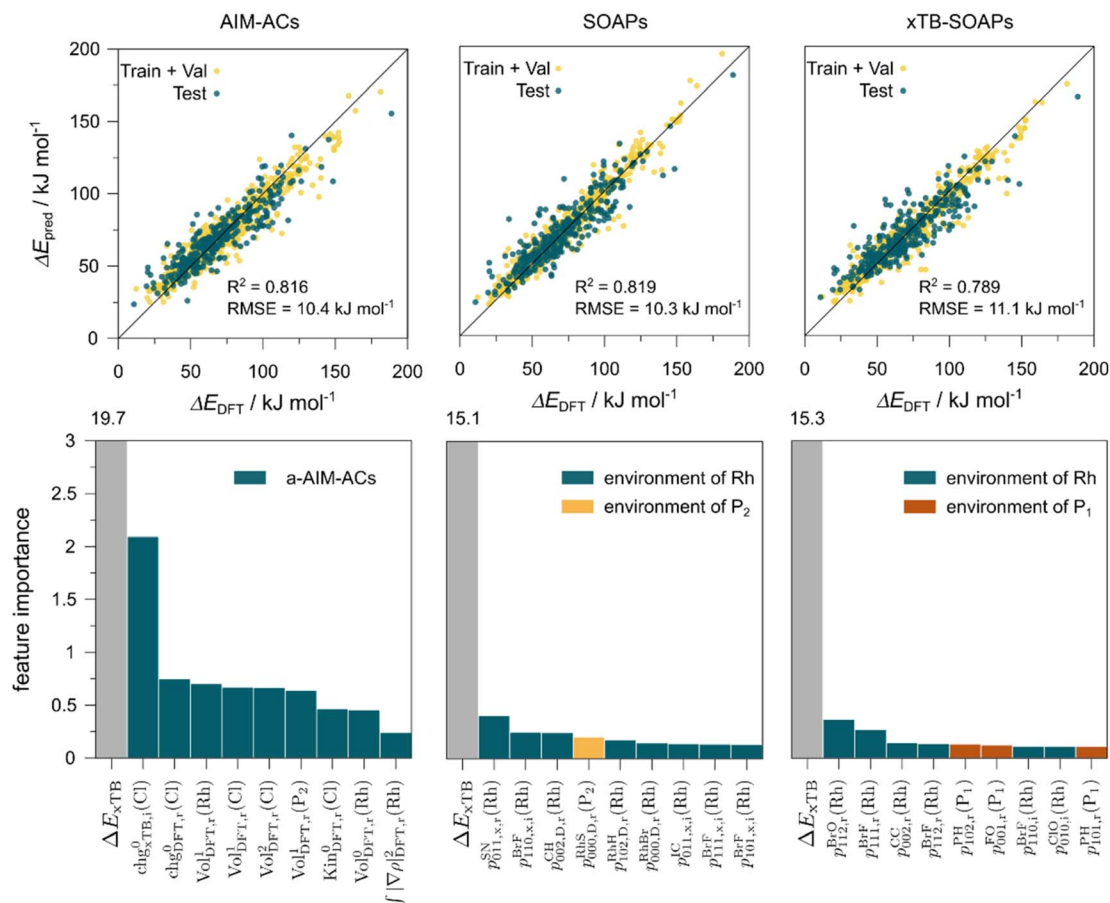 AIM-ACs
SOAPs
xTB-SOAPs
200
150
100
50
0
ΔE_pred / kJ mol⁻¹
Train + Val
Test
R² = 0.816
RMSE = 10.4 kJ mol⁻¹
Train + Val
Test
R² = 0.819
RMSE = 10.3 kJ mol⁻¹
Train + Val
Test
R² = 0.789
RMSE = 11.1 kJ mol⁻¹
0 50 100 150 200
0 50 100 150 200
0 50 100 150 200
ΔE_DFT / kJ mol⁻¹
ΔE_DFT / kJ mol⁻¹
ΔE_DFT / kJ mol⁻¹
19.7
15.1
15.3
3
2.5
2
1.5
1
0.5
0
feature importance
a-AIM-ACs
environment of Rh
environment of P₂
environment of Rh
environment of P₁
ΔE_xTB
chg⁰_xTB,i(Cl)
chg⁰_DFT,r(Cl)
Vol¹_DFT,r(Rh)
Vol¹_DFT,r(Cl)
Vol²_DFT,r(Cl)
Vol¹_DFT,r(P₂)
Kin⁰_DFT,r(Cl)
Vol⁰_DFT,r(Rh)
∫|∇ρ|²_DFT,r(Rh)
ΔE_xTB
p^SN_011,x,r(Rh)
p^BrF_110,x,i(Rh)
p^CH_002,D,r(Rh)
p^RhS_000,D,r(P₂)
p^RhH_102,D,r(Rh)
p^RhBr_000,D,r(Rh)
p^IC_011,x,i(Rh)
p^BrF_111,x,i(Rh)
p^BrF_101,x,i(Rh)
ΔE_xTB
p^BrO_112,r(Rh)
p^BrF_111,r(Rh)
p^CC_002,r(Rh)
p^BrF_112,r(Rh)
p^PH_102,r(P₁)
p^FO_001,r(P₁)
p^BrF_110,i(Rh)
p^ClO_010,i(Rh)
p^PH_101,r(P₁)